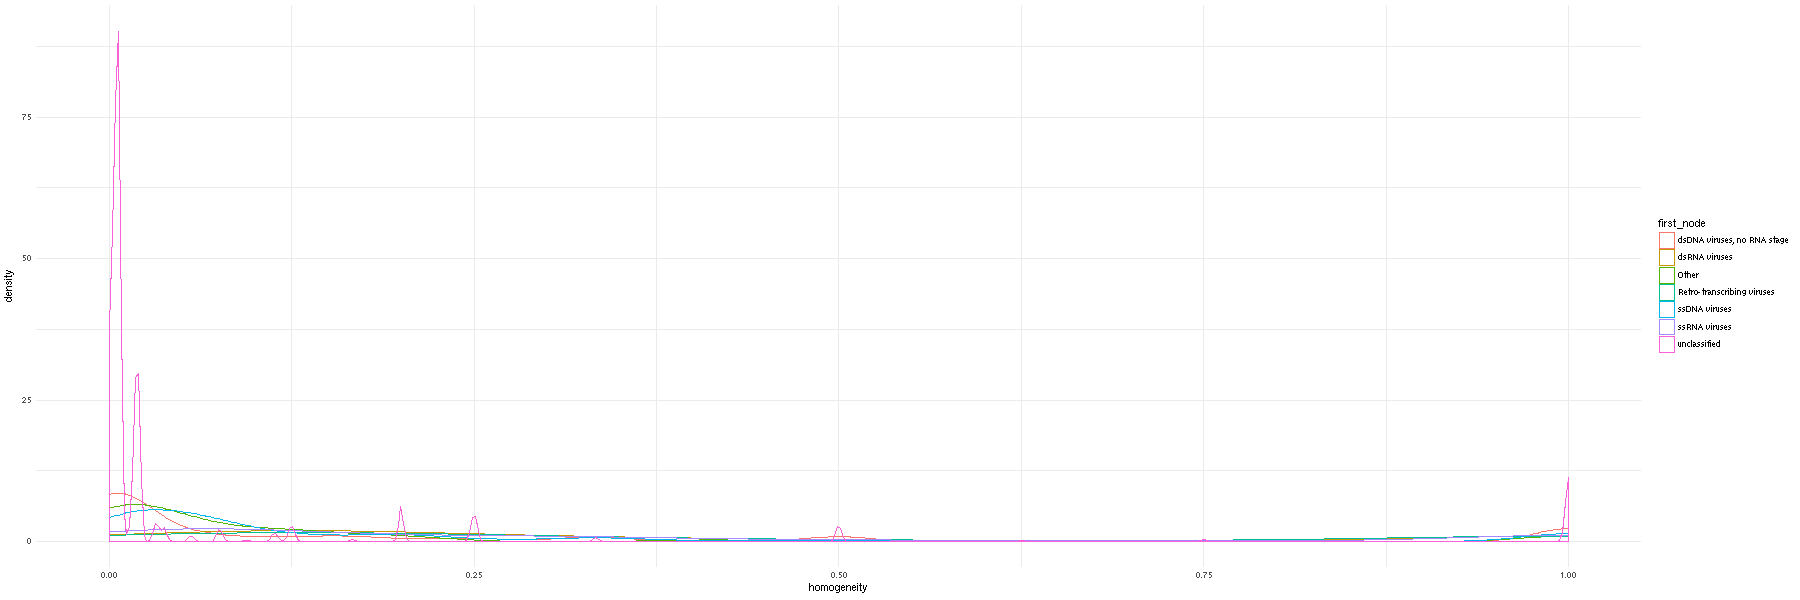 75
50
25
0
density
0.00
0.25
0.50
0.75
1.00
homogeneity
first_node
dsDNA viruses, no RNA stage
dsRNA viruses
Other
Retro-transcribing viruses
ssDNA viruses
ssRNA viruses
unclassified